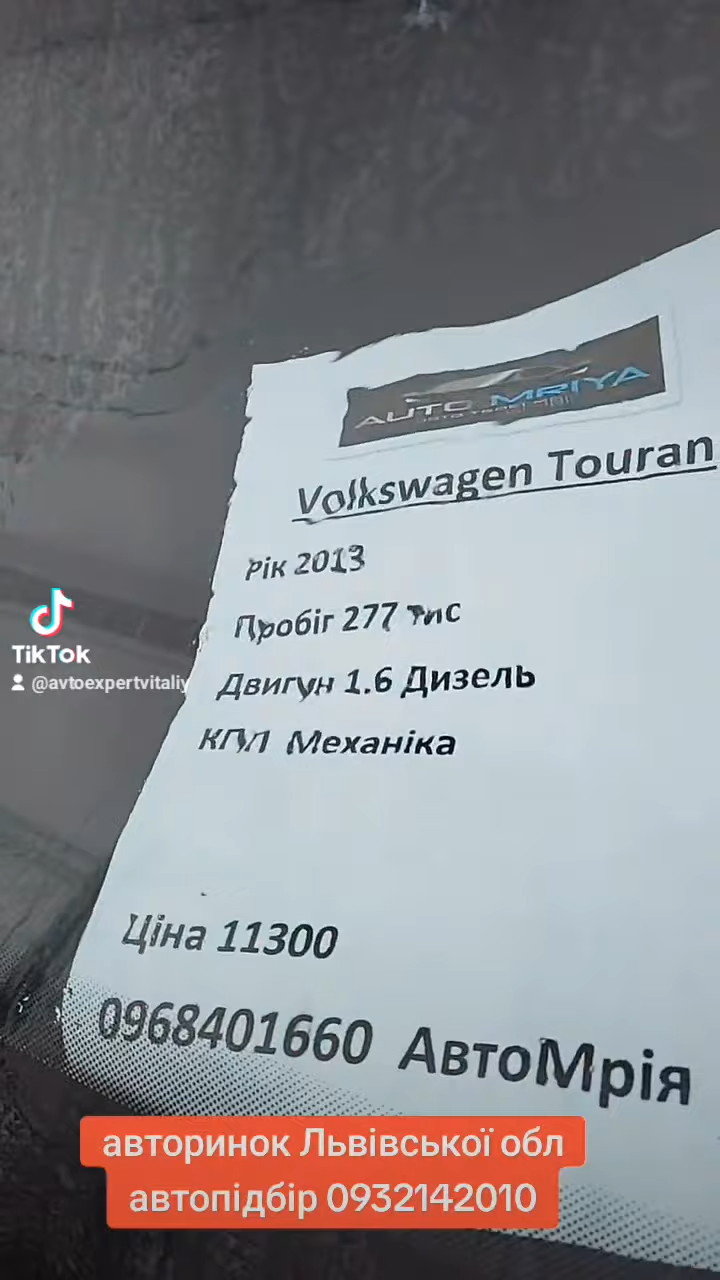 AUTO MRIYA
Volkswagen Touran
Рік 2013
Пробіг 277 тис
Двигун 1.6 Дизель
КПП Механіка
Ціна 11300
0968401660 АвтоМрія
TikTok
@avtoexpertvitaliy
авторинок Львівської обл
автопідбір 0932142010